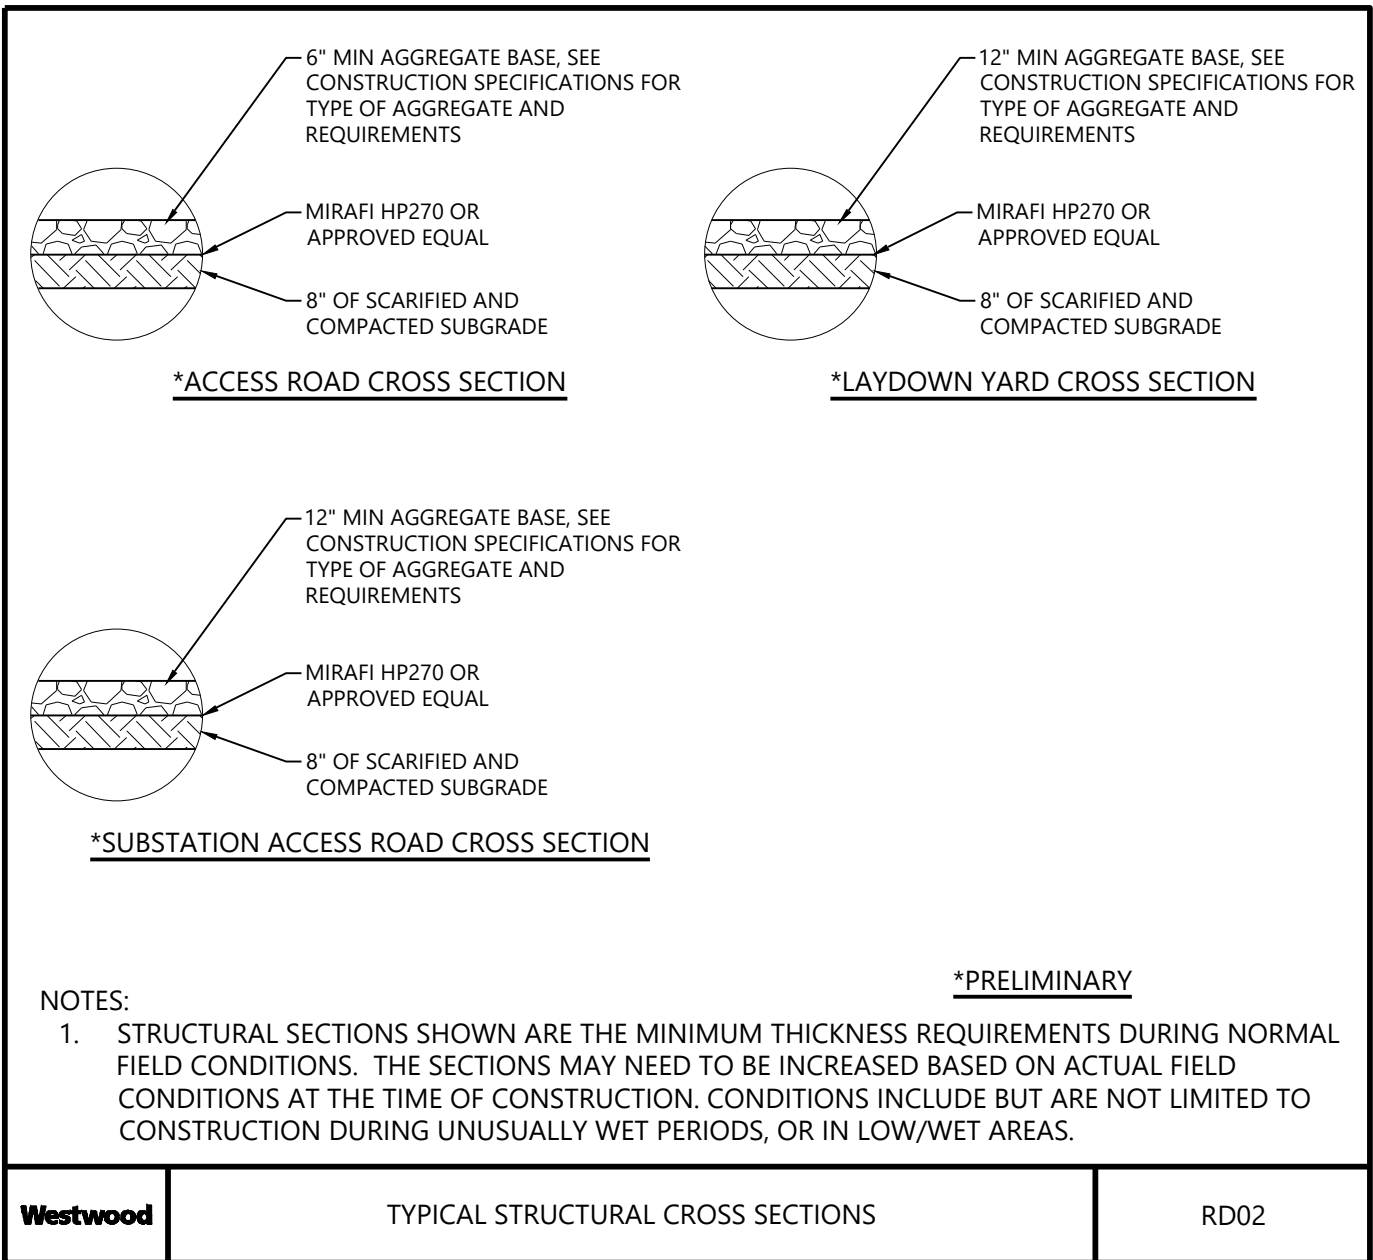 6" MIN AGGREGATE BASE, SEE
CONSTRUCTION SPECIFICATIONS FOR
TYPE OF AGGREGATE AND
REQUIREMENTS
MIRAFI HP270 OR
APPROVED EQUAL
8" OF SCARIFIED AND
COMPACTED SUBGRADE
*ACCESS ROAD CROSS SECTION
12" MIN AGGREGATE BASE, SEE
CONSTRUCTION SPECIFICATIONS FOR
TYPE OF AGGREGATE AND
REQUIREMENTS
MIRAFI HP270 OR
APPROVED EQUAL
8" OF SCARIFIED AND
COMPACTED SUBGRADE
*LAYDOWN YARD CROSS SECTION
12" MIN AGGREGATE BASE, SEE
CONSTRUCTION SPECIFICATIONS FOR
TYPE OF AGGREGATE AND
REQUIREMENTS
MIRAFI HP270 OR
APPROVED EQUAL
8" OF SCARIFIED AND
COMPACTED SUBGRADE
*SUBSTATION ACCESS ROAD CROSS SECTION
*PRELIMINARY
NOTES:
1. STRUCTURAL SECTIONS SHOWN ARE THE MINIMUM THICKNESS REQUIREMENTS DURING NORMAL
FIELD CONDITIONS. THE SECTIONS MAY NEED TO BE INCREASED BASED ON ACTUAL FIELD
CONDITIONS AT THE TIME OF CONSTRUCTION. CONDITIONS INCLUDE BUT ARE NOT LIMITED TO
CONSTRUCTION DURING UNUSUALLY WET PERIODS, OR IN LOW/WET AREAS.
Westwood
TYPICAL STRUCTURAL CROSS SECTIONS
RD02